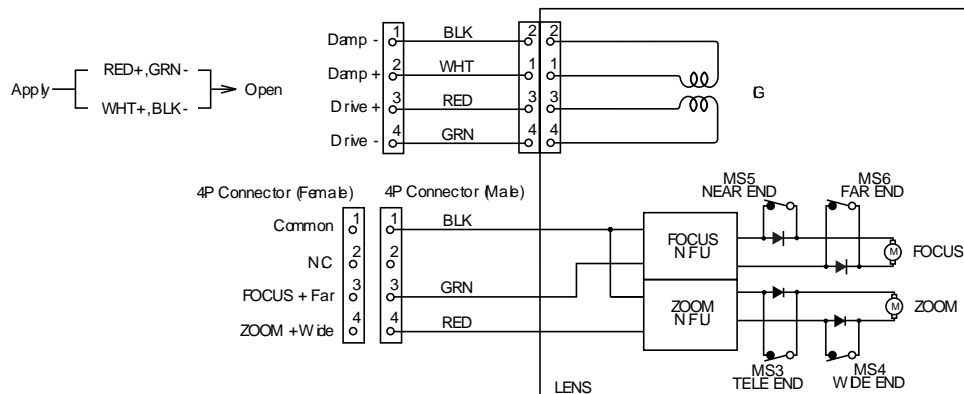 Damp - 1 BLK 2 2
Damp + 2 WHT 1 1
Drive + 3 RED 3 3
Drive - 4 GRN 4 4
IG
Apply
RED+,GRN-
WHT+,BLK-
Open
4P Connector (Female)
4P Connector (Male)
Common 1 1 BLK
NC 2 2
FOCUS + Far 3 3 GRN
ZOOM +Wide 4 4 RED
FOCUS
NFU
ZOOM
NFU
MS5
NEAR END
MS6
FAR END
M FOCUS
M ZOOM
MS3
TELE END
MS4
WIDE END
LENS